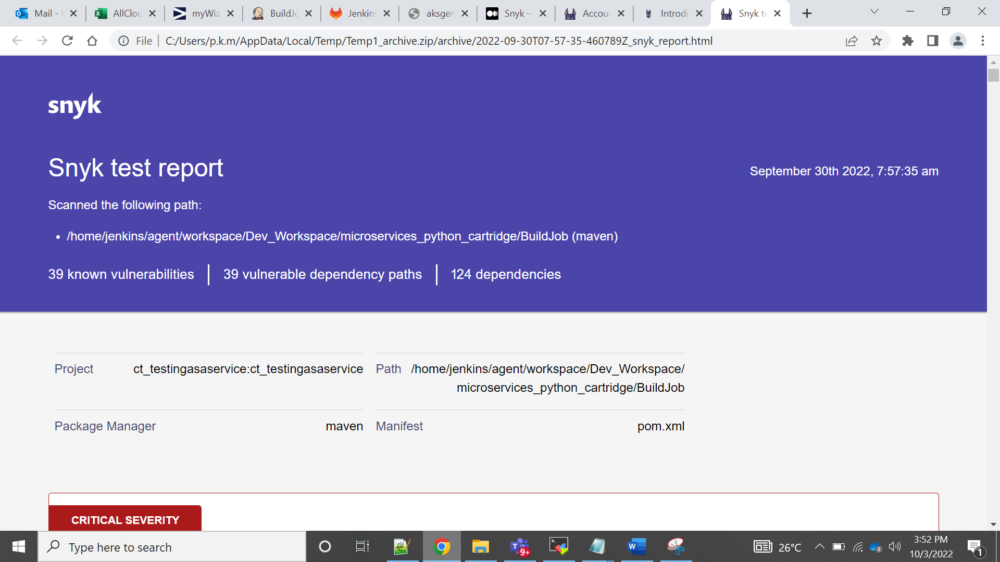 Mail -
AllClou
myWiz
BuildJo
Jenkins
aksgen
Snyk —
Accoun
Introdu
Snyk te
File
C:/Users/p.k.m/AppData/Local/Temp/Temp1_archive.zip/archive/2022-09-30T07-57-35-460789Z_snyk_report.html
snyk
Snyk test report
September 30th 2022, 7:57:35 am
Scanned the following path:
• /home/jenkins/agent/workspace/Dev_Workspace/microservices_python_cartridge/BuildJob (maven)
39 known vulnerabilities
39 vulnerable dependency paths
124 dependencies
Project
ct_testingasaservice:ct_testingasaservice
Path
/home/jenkins/agent/workspace/Dev_Workspace/
microservices_python_cartridge/BuildJob
Package Manager
maven
Manifest
pom.xml
CRITICAL SEVERITY
Type here to search
9+
26°C
3:52 PM
10/3/2022
1